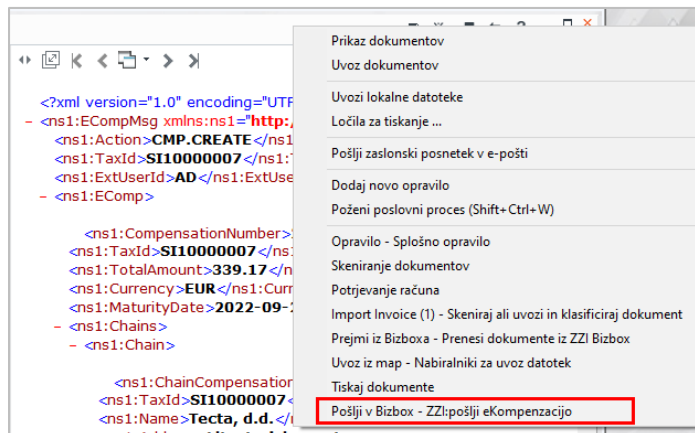 <?xml version="1.0" encoding="UTF
– <ns1:ECompMsg xmlns:ns1="http:/
<ns1:Action>CMP.CREATE</ns1
<ns1:TaxId>SI10000007</ns1:
<ns1:ExtUserId>AD</ns1:ExtUse
– <ns1:EComp>
<ns1:CompensationNumber>
<ns1:TaxId>SI10000007</ns1
<ns1:TotalAmount>339.17</n
<ns1:Currency>EUR</ns1:Curr
<ns1:MaturityDate>2022-09-
– <ns1:Chains>
– <ns1:Chain>
<ns1:ChainCompensation
<ns1:TaxId>SI10000007<
<ns1:Name>Tecta, d.d.</
Prikaz dokumentov
Uvoz dokumentov
Uvozi lokalne datoteke
Ločila za tiskanje ...
Pošlji zaslonski posnetek v e-pošti
Dodaj novo opravilo
Poženi poslovni proces (Shift+Ctrl+W)
Opravilo - Splošno opravilo
Skeniranje dokumentov
Potrjevanje računa
Import Invoice (1) - Skeniraj ali uvozi in klasificiraj dokument
Prejmi iz Bizboxa - Prenesi dokumente iz ZZI Bizbox
Uvoz iz map - Nabiralniki za uvoz datotek
Tiskaj dokumente
Pošlji v Bizbox - ZZI:pošlji eKompenzacijo